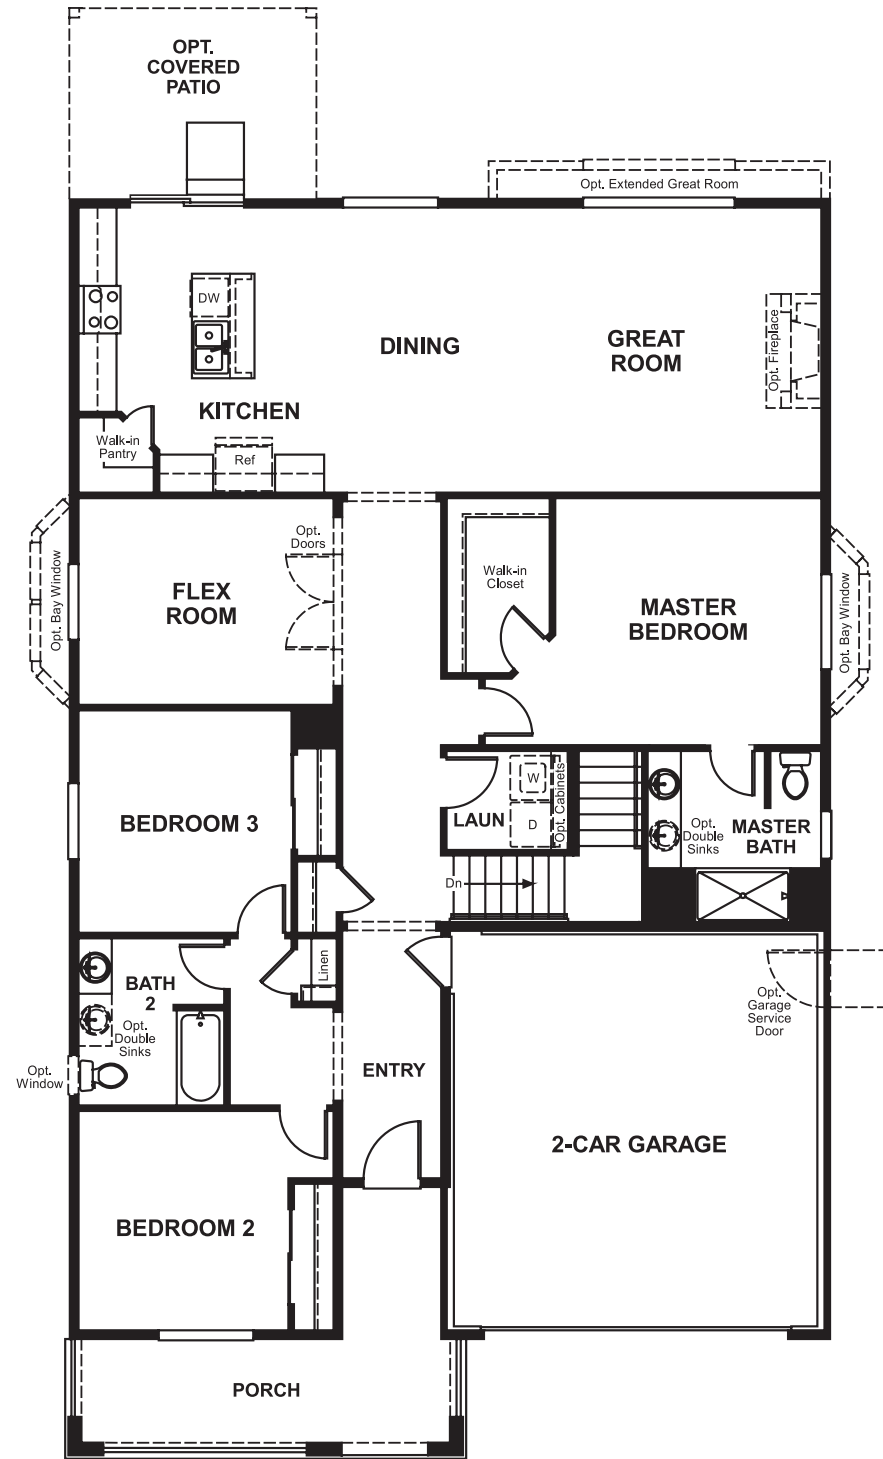 OPT.
COVERED
PATIO
Opt. Extended Great Room
DW
DINING
GREAT
ROOM
Opt. Fireplace
KITCHEN
Walk-in
Pantry
Ref
Opt.
Doors
Opt. Bay Window
FLEX
ROOM
Walk-in
Closet
MASTER
BEDROOM
Opt. Bay Window
BEDROOM 3
LAUN
W
D
Opt. Cabinets
Opt.
Double
Sinks
MASTER
BATH
Dn
Linen
BATH
2
Opt.
Double
Sinks
Opt.
Window
ENTRY
Opt.
Garage
Service
Door
2-CAR GARAGE
BEDROOM 2
PORCH